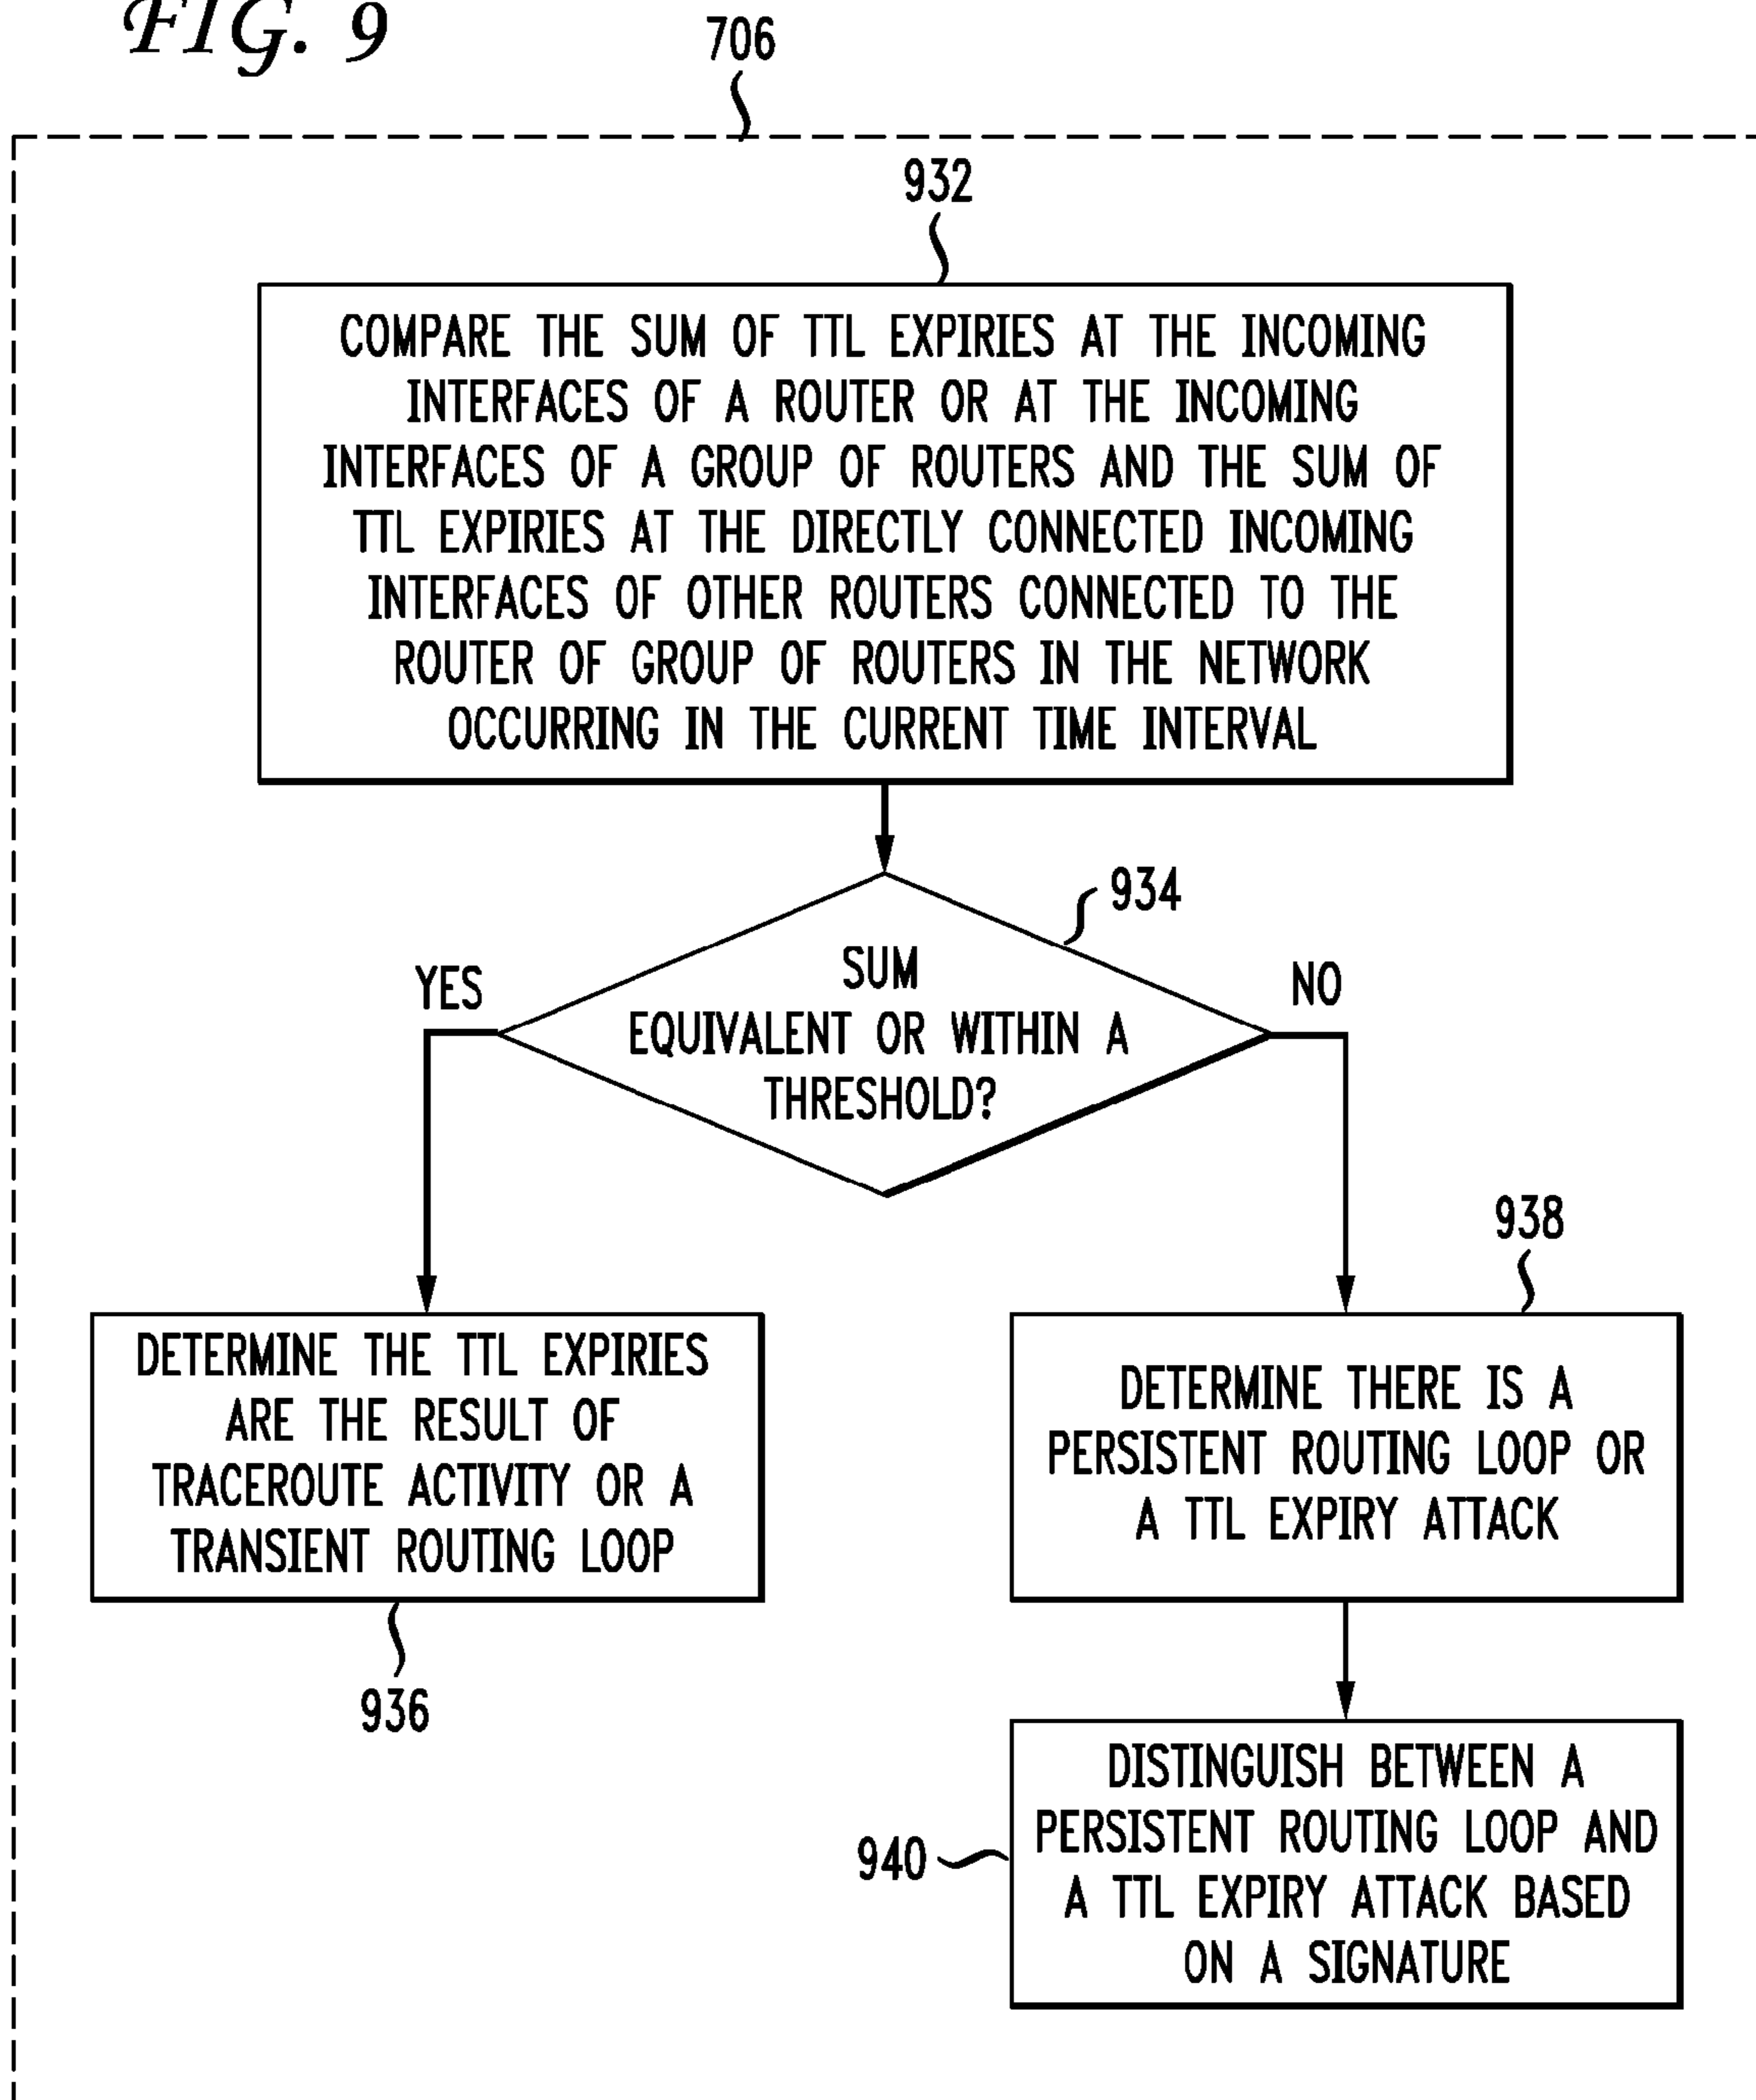 FIG. 9
706
932
COMPARE THE SUM OF TTL EXPIRIES AT THE INCOMING
INTERFACES OF A ROUTER OR AT THE INCOMING
INTERFACES OF A GROUP OF ROUTERS AND THE SUM OF
TTL EXPIRIES AT THE DIRECTLY CONNECTED INCOMING
INTERFACES OF OTHER ROUTERS CONNECTED TO THE
ROUTER OF GROUP OF ROUTERS IN THE NETWORK
OCCURRING IN THE CURRENT TIME INTERVAL
934
SUM
EQUIVALENT OR WITHIN A
THRESHOLD?
YES
NO
DETERMINE THE TTL EXPIRIES
ARE THE RESULT OF
TRACEROUTE ACTIVITY OR A
TRANSIENT ROUTING LOOP
936
938
DETERMINE THERE IS A
PERSISTENT ROUTING LOOP OR
A TTL EXPIRY ATTACK
940
DISTINGUISH BETWEEN A
PERSISTENT ROUTING LOOP AND
A TTL EXPIRY ATTACK BASED
ON A SIGNATURE